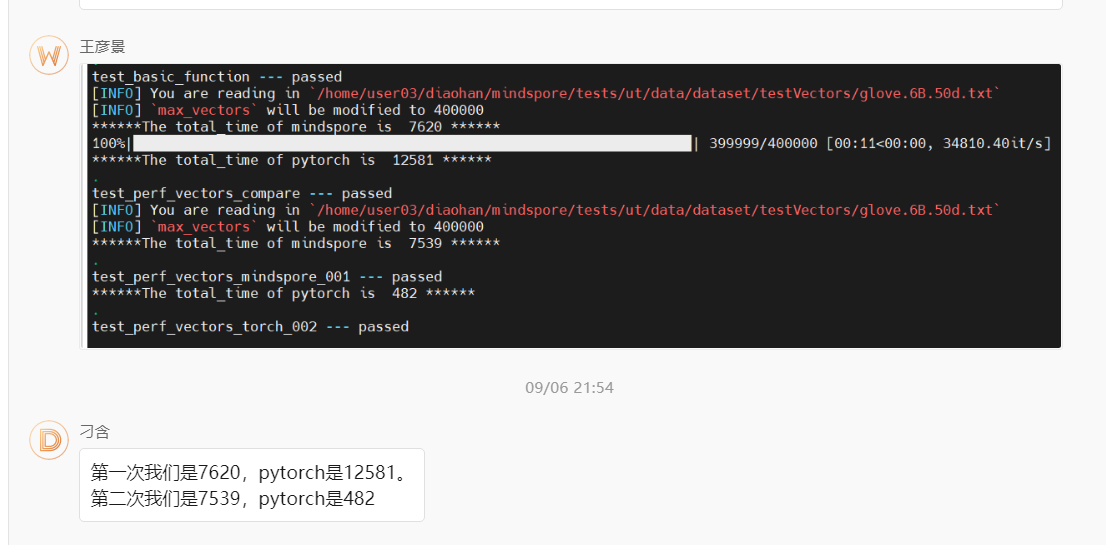 王彦景
test_basic_function --- passed
[INFO] You are reading in `/home/user03/diaohan/mindspore/tests/ut/data/dataset/testVectors/glove.6B.50d.txt`
[INFO] `max_vectors` will be modified to 400000
******The total_time of mindspore is  7620 ******
100%| | 399999/400000 [00:11<00:00, 34810.40it/s]
******The total_time of pytorch is  12581 ******
.
test_perf_vectors_compare --- passed
[INFO] You are reading in `/home/user03/diaohan/mindspore/tests/ut/data/dataset/testVectors/glove.6B.50d.txt`
[INFO] `max_vectors` will be modified to 400000
******The total_time of mindspore is  7539 ******
.
test_perf_vectors_mindspore_001 --- passed
******The total_time of pytorch is  482 ******
.
test_perf_vectors_torch_002 --- passed
09/06 21:54
刁含
第一次我们是7620，pytorch是12581。
第二次我们是7539，pytorch是482